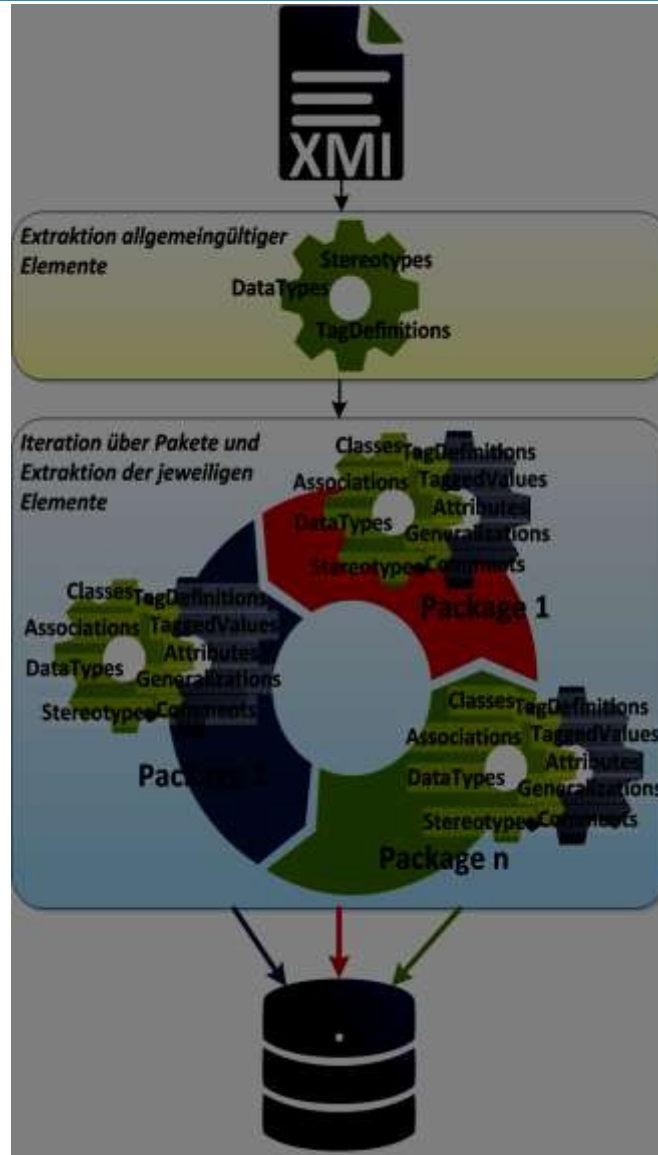 XMI
Extraktion allgemeingültiger
Elemente
Stereotypes
DataTypes
TagDefinitions
Iteration über Pakete und
Extraktion der jeweiligen
Elemente
Classes
TagDefinitions
Associations
TaggedValues
Attributes
DataTypes
Generalizations
Stereotypes
Comments
Package 1
Classes
TagDefinitions
Associations
TaggedValues
Attributes
DataTypes
Generalizations
Stereotypes
Comments
Package
Classes
TagDefinitions
Associations
TaggedValues
Attributes
DataTypes
Generalizations
Stereotypes
Comments
Package n